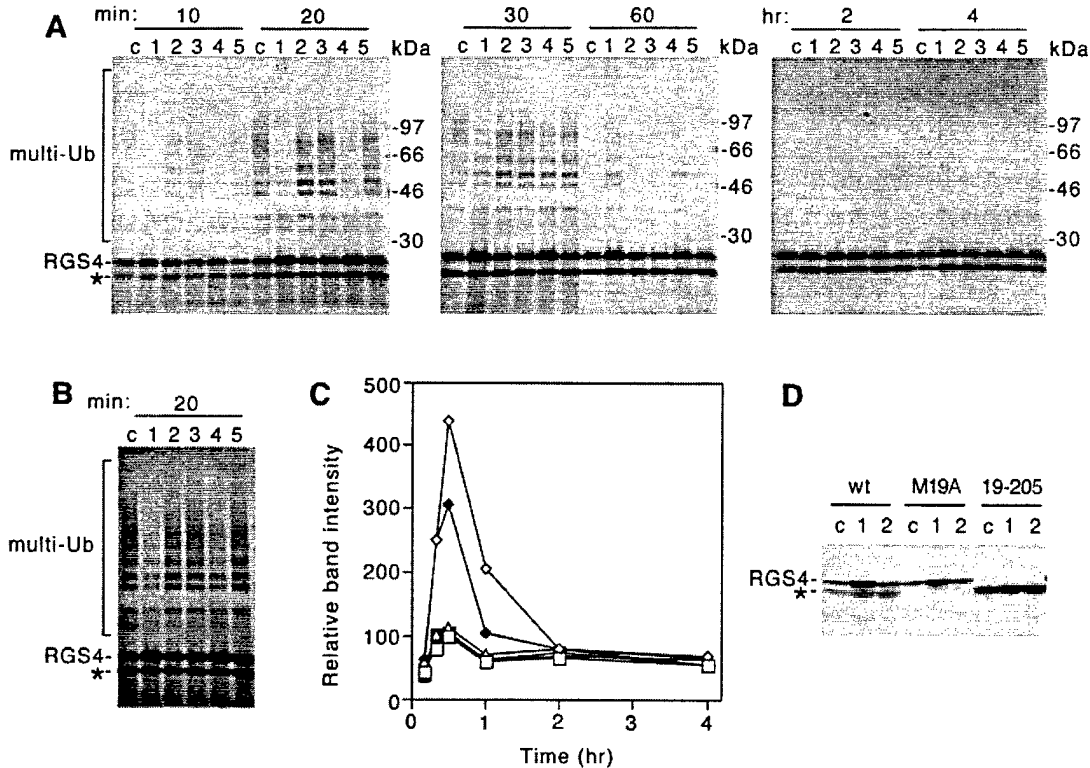 A
min: 10 20
c 1 2 3 4 5 c 1 2 3 4 5 kDa
multi-Ub
-97
-66
-46
-30
RGS4-
*-
30 60
c 1 2 3 4 5 c 1 2 3 4 5 kDa
-97
-66
-46
-30
hr: 2 4
c 1 2 3 4 5 c 1 2 3 4 5 kDa
-97
-66
-46
-30
B
min: 20
c 1 2 3 4 5
multi-Ub
RGS4-
*-
C
Relative band intensity
500
400
300
200
100
0
0 1 2 3 4
Time (hr)
D
wt M19A 19-205
c 1 2 c 1 2 c 1 2
RGS4-
*-